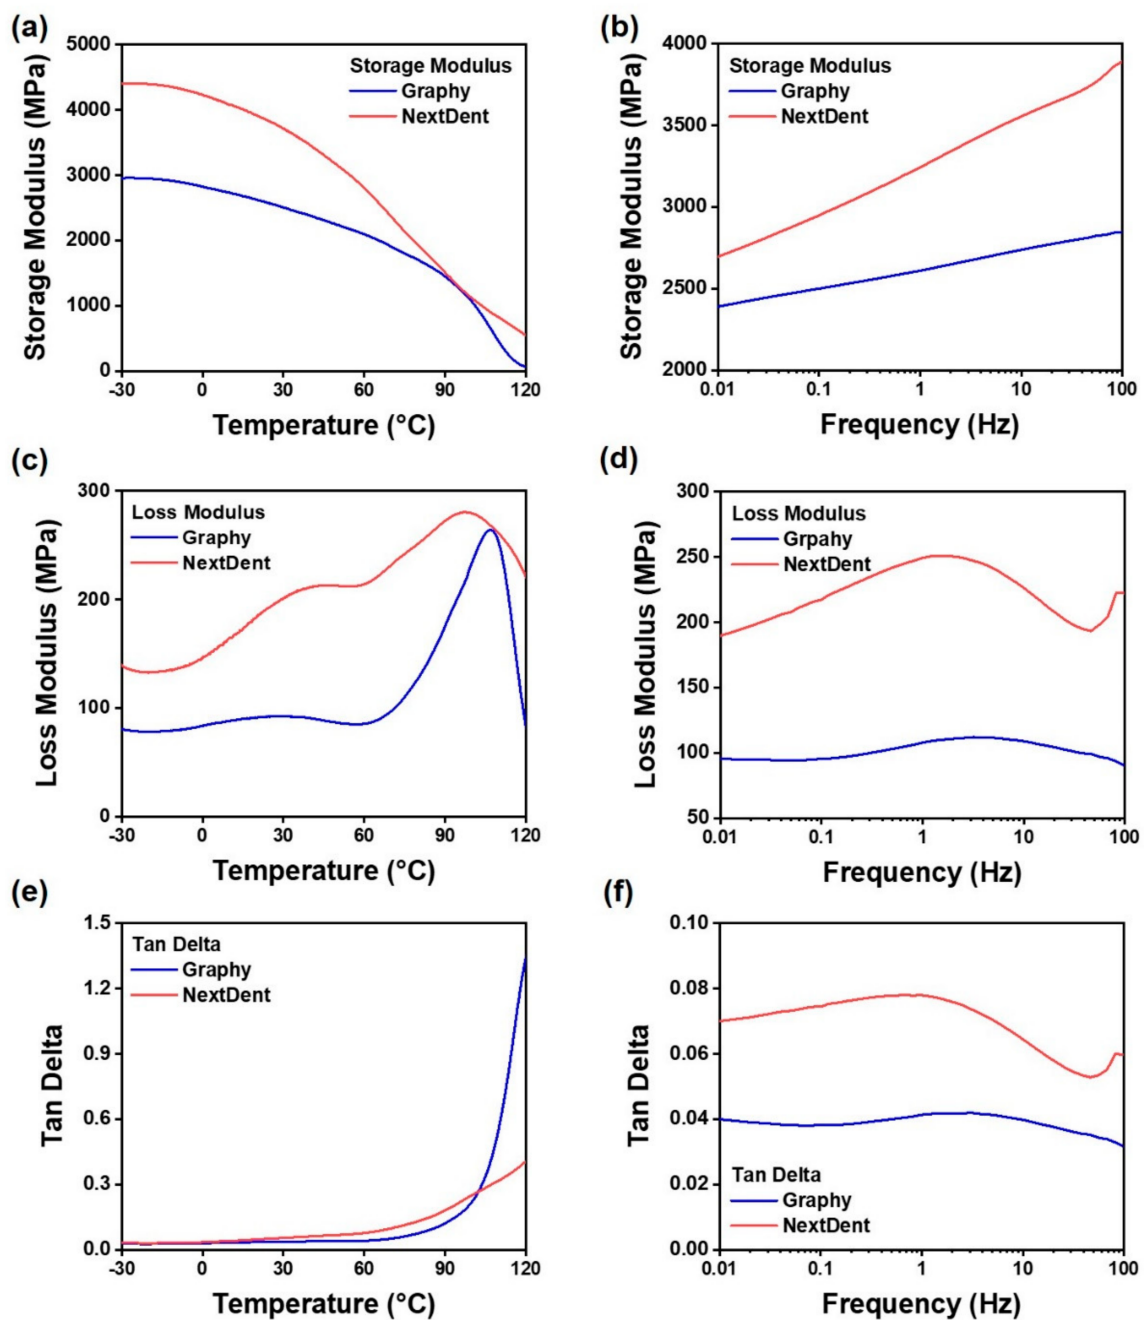 (a)
5000
4000
3000
2000
1000
0
Storage Modulus (MPa)
Storage Modulus
Graphy
NextDent
-30 0 30 60 90 120
Temperature (°C)
(b)
4000
3500
3000
2500
2000
Storage Modulus (MPa)
Storage Modulus
Graphy
NextDent
0.01 0.1 1 10 100
Frequency (Hz)
(c)
300
200
100
0
Loss Modulus (MPa)
Loss Modulus
Graphy
NextDent
-30 0 30 60 90 120
Temperature (°C)
(d)
300
250
200
150
100
50
Loss Modulus (MPa)
Loss Modulus
Grpahy
NextDent
0.01 0.1 1 10 100
Frequency (Hz)
(e)
1.5
1.2
0.9
0.6
0.3
0.0
Tan Delta
Tan Delta
Graphy
NextDent
-30 0 30 60 90 120
Temperature (°C)
(f)
0.10
0.08
0.06
0.04
0.02
0.00
Tan Delta
Tan Delta
Graphy
NextDent
0.01 0.1 1 10 100
Frequency (Hz)